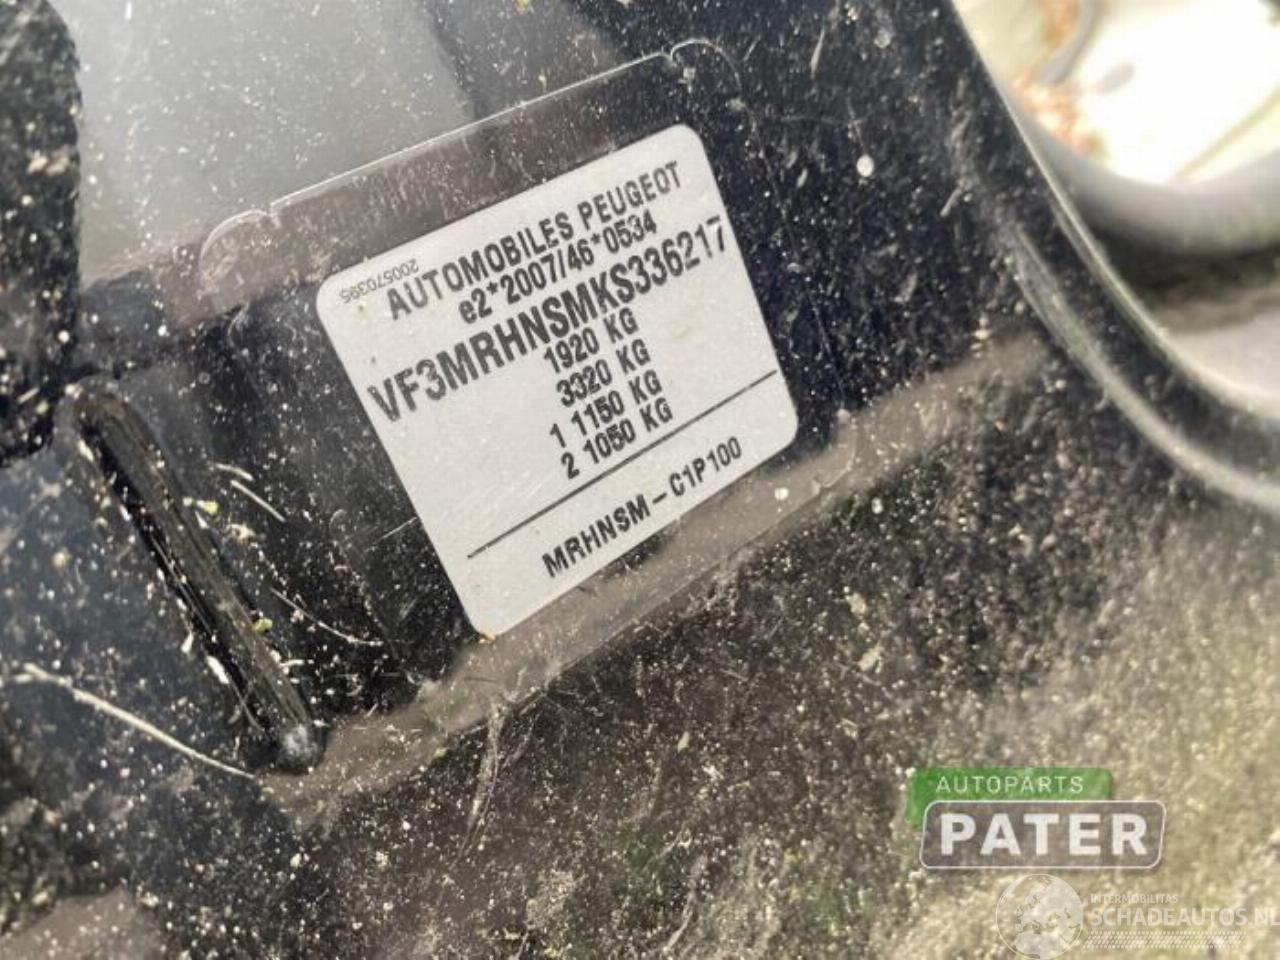 200570395
AUTOMOBILES PEUGEOT
e2*2007/46*0534
VF3MRHNSMKS336217
1920 KG
3320 KG
1 1150 KG
2 1050 KG
MRHNSM - C1P100
AUTOPARTS
PATER
INTERMOBILITAS
SCHADEAUTOS.NL